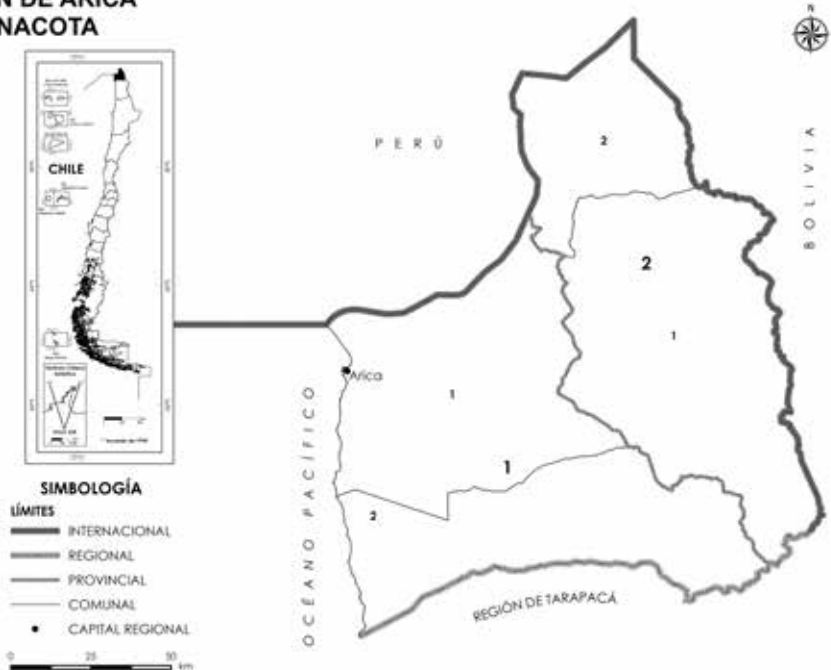 N DE ARICA
NACOTA
CHILE
PERÚ
BOLIVIA
N
2
2
1
Arica
1
1
2
OCÉANO PACÍFICO
REGIÓN DE TARAPACÁ
SIMBOLOGÍA
LÍMITES
INTERNACIONAL
REGIONAL
PROVINCIAL
COMUNAL
CAPITAL REGIONAL
0 25 50 km